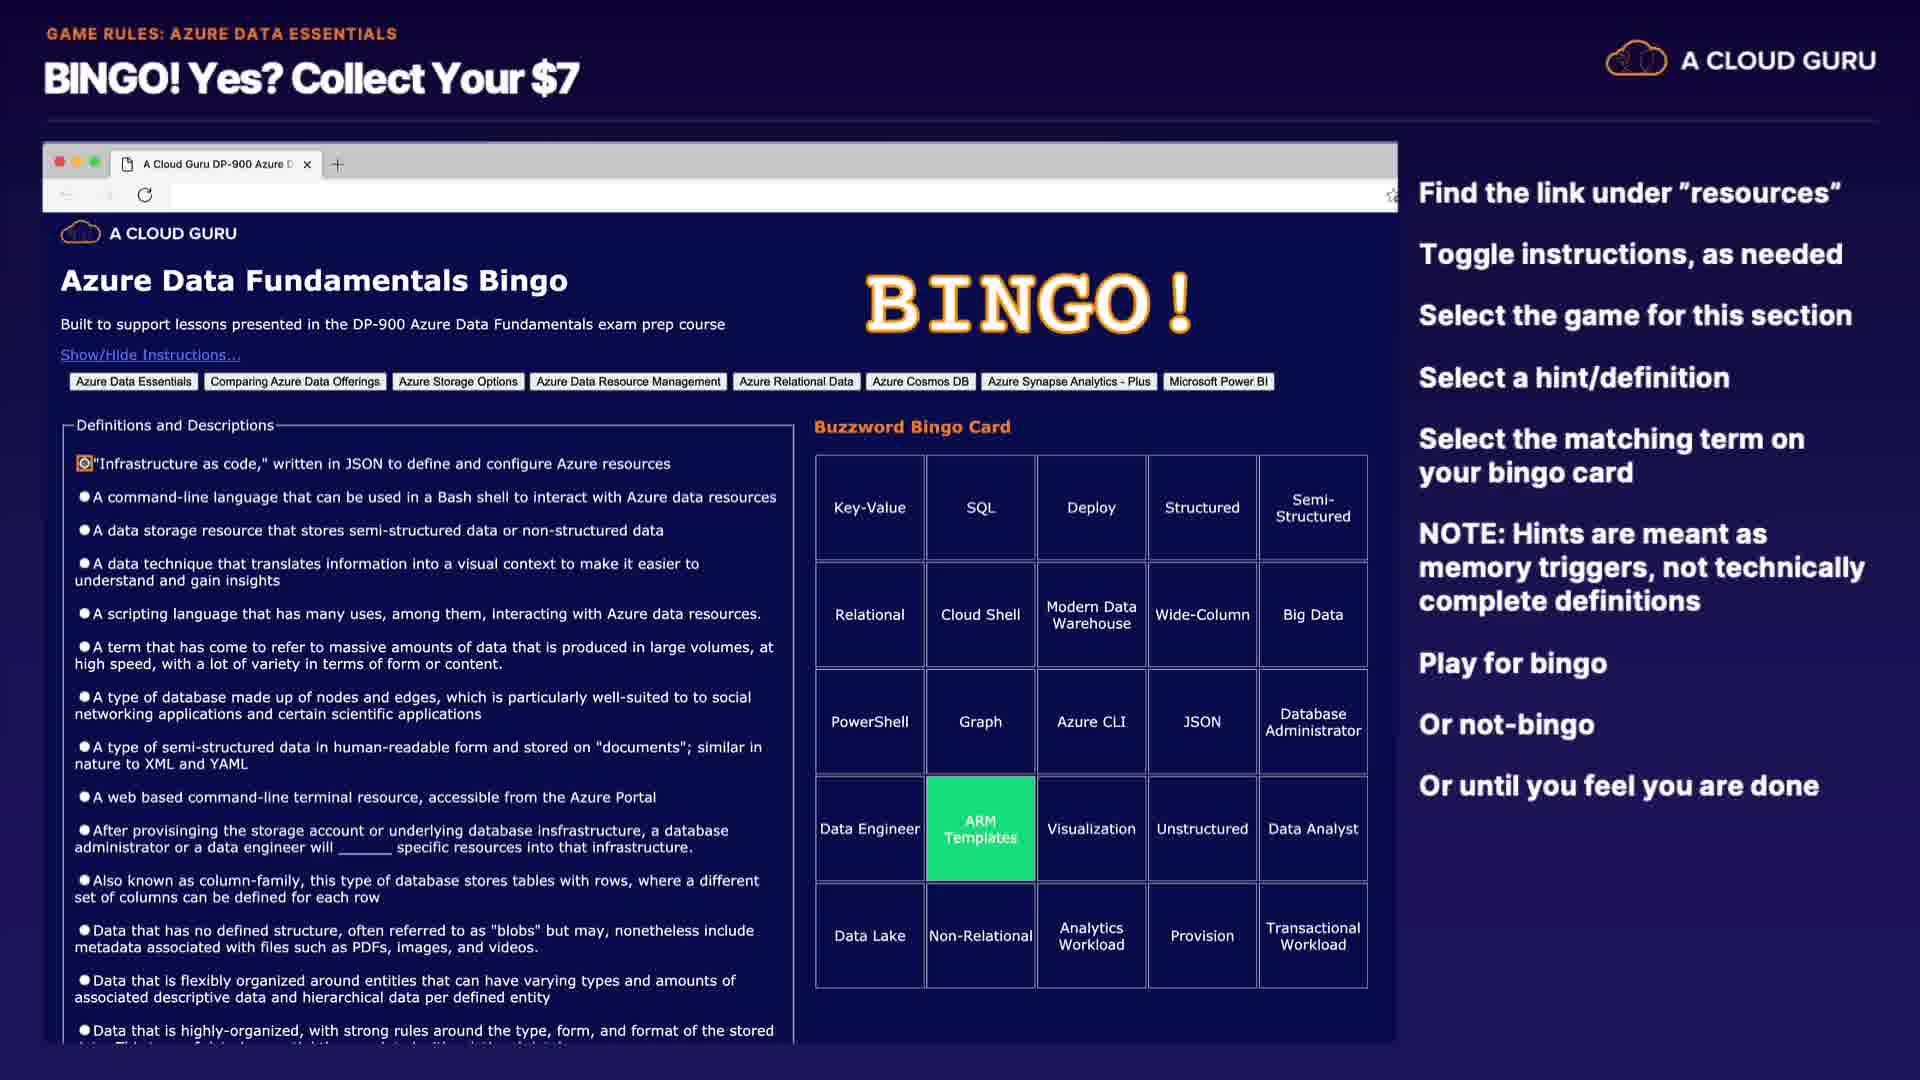 GAME RULES: AZURE DATA ESSENTIALS
BINGO! Yes? Collect Your $7
A CLOUD GURU
A Cloud Guru DP-900 Azure D
A CLOUD GURU
Azure Data Fundamentals Bingo
BINGO!
Built to support lessons presented in the DP-900 Azure Data Fundamentals exam prep course
Show/Hide Instructions...
Azure Data Essentials
Comparing Azure Data Offerings
Azure Storage Options
Azure Data Resource Management
Azure Relational Data
Azure Cosmos DB
Azure Synapse Analytics - Plus
Microsoft Power BI
Definitions and Descriptions
"Infrastructure as code," written in JSON to define and configure Azure resources
A command-line language that can be used in a Bash shell to interact with Azure data resources
A data storage resource that stores semi-structured data or non-structured data
A data technique that translates information into a visual context to make it easier to
understand and gain insights
A scripting language that has many uses, among them, interacting with Azure data resources.
A term that has come to refer to massive amounts of data that is produced in large volumes, at
high speed, with a lot of variety in terms of form or content.
A type of database made up of nodes and edges, which is particularly well-suited to to social
networking applications and certain scientific applications
A type of semi-structured data in human-readable form and stored on "documents"; similar in
nature to XML and YAML
A web based command-line terminal resource, accessible from the Azure Portal
After provisinging the storage account or underlying database insfrastructure, a database
administrator or a data engineer will _______ specific resources into that infrastructure.
Also known as column-family, this type of database stores tables with rows, where a different
set of columns can be defined for each row
Data that has no defined structure, often referred to as "blobs" but may, nonetheless include
metadata associated with files such as PDFs, images, and videos.
Data that is flexibly organized around entities that can have varying types and amounts of
associated descriptive data and hierarchical data per defined entity
Data that is highly-organized, with strong rules around the type, form, and format of the stored
Buzzword Bingo Card
Key-Value
SQL
Deploy
Structured
Semi-
Structured
Relational
Cloud Shell
Modern Data
Warehouse
Wide-Column
Big Data
PowerShell
Graph
Azure CLI
JSON
Database
Administrator
Data Engineer
ARM
Templates
Visualization
Unstructured
Data Analyst
Data Lake
Non-Relational
Analytics
Workload
Provision
Transactional
Workload
Find the link under "resources"
Toggle instructions, as needed
Select the game for this section
Select a hint/definition
Select the matching term on
your bingo card
NOTE: Hints are meant as
memory triggers, not technically
complete definitions
Play for bingo
Or not-bingo
Or until you feel you are done